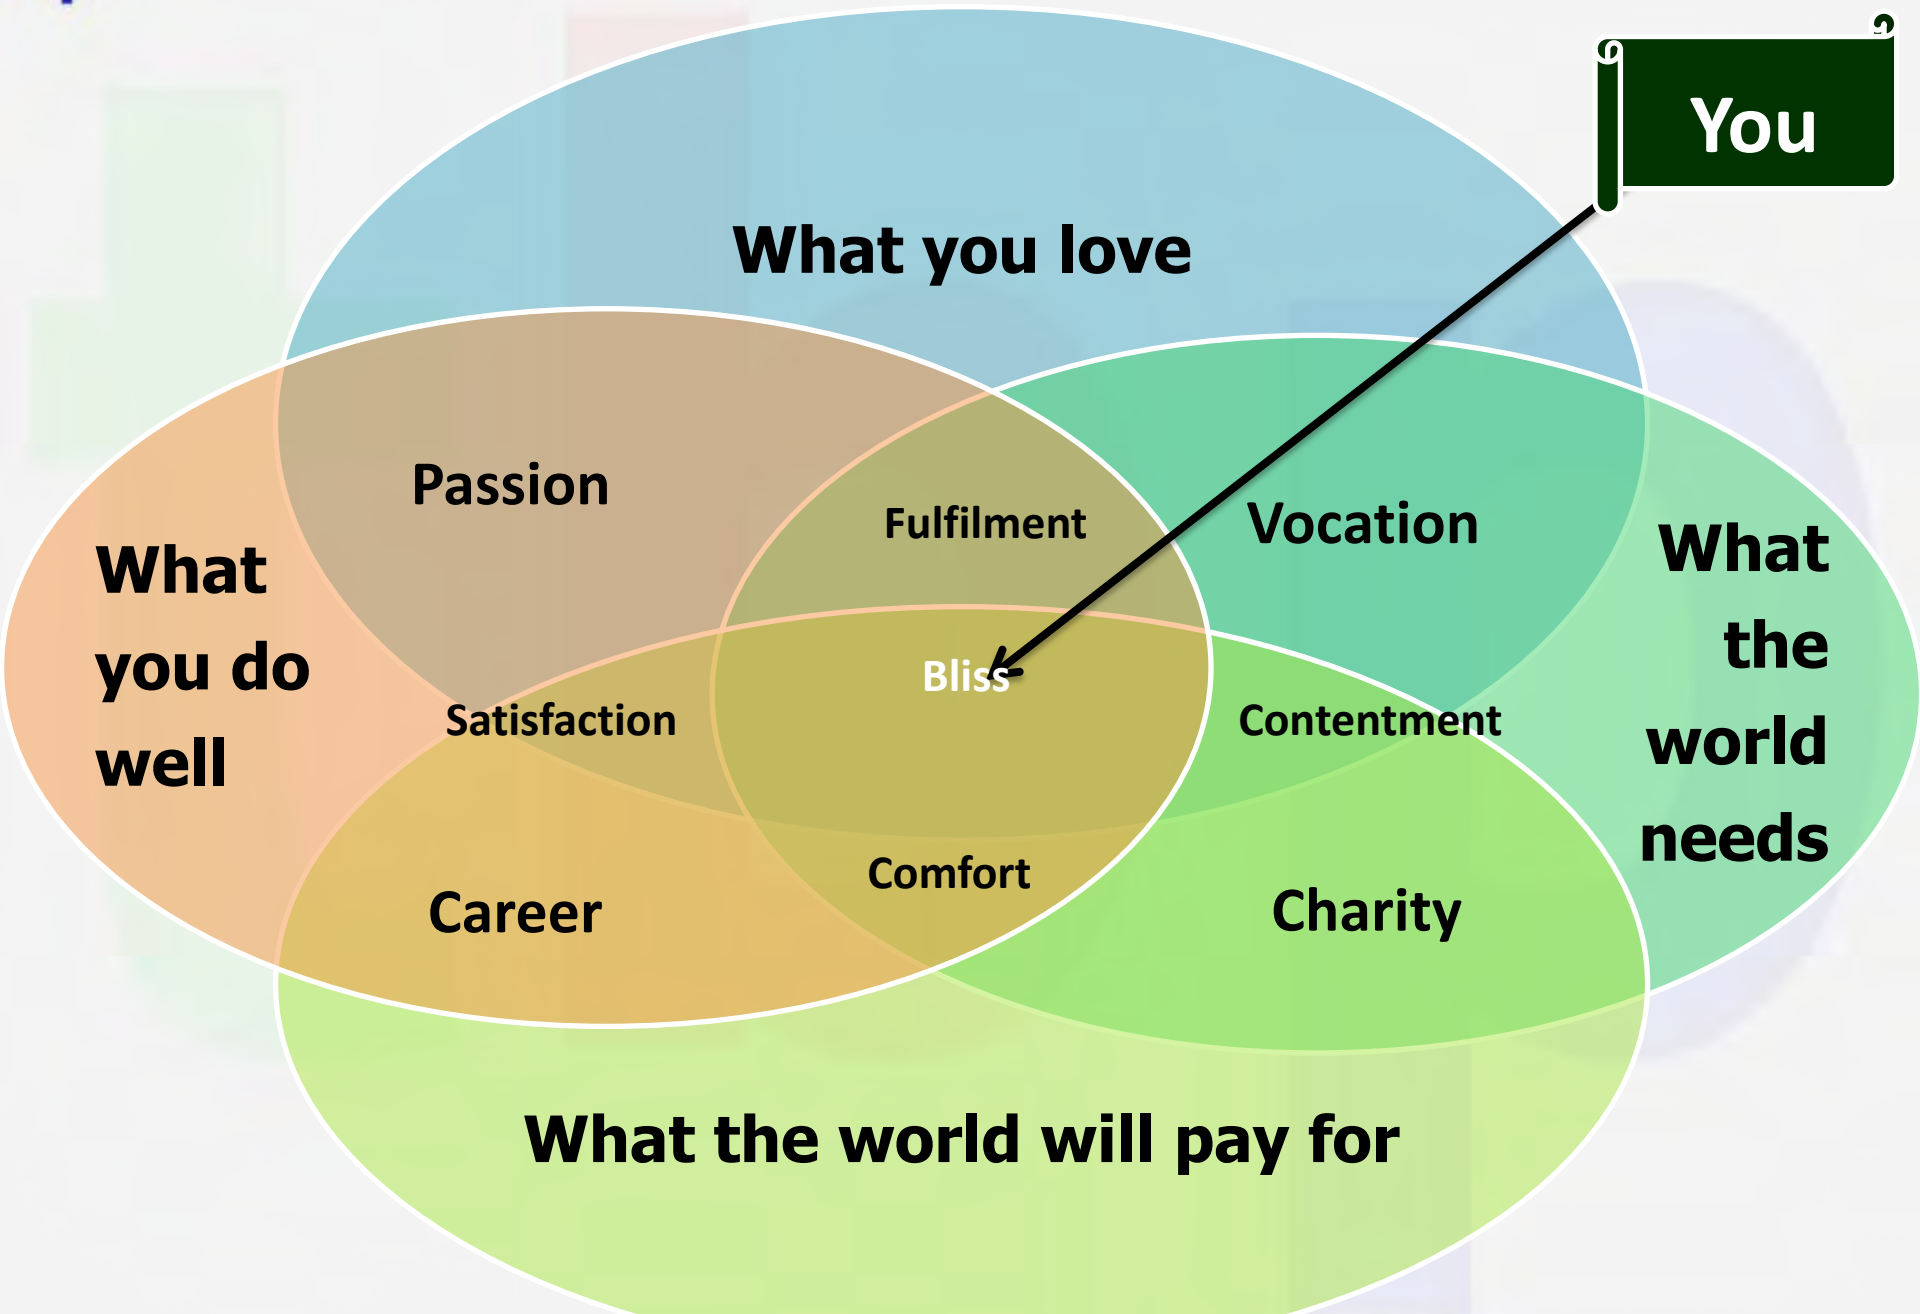 You
What you love
Passion
Fulfilment
Vocation
What
you do
well
What
the
world
needs
Bliss
Satisfaction
Contentment
Comfort
Career
Charity
What the world will pay for